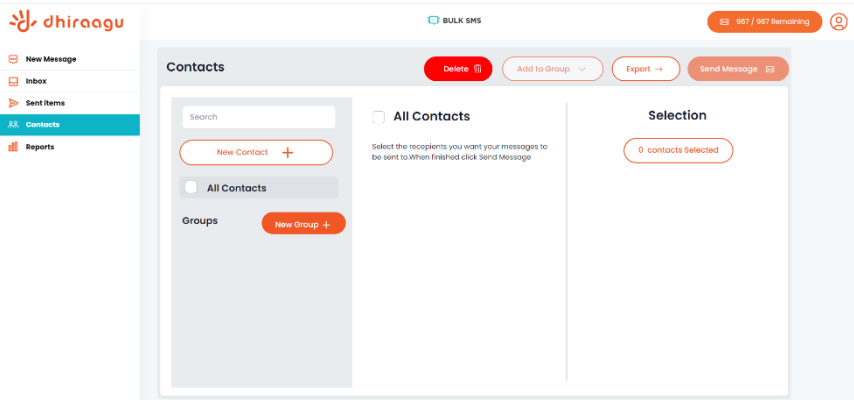 dhiraagu
BULK SMS
967 / 967 Remaining
New Message
Inbox
Sent items
Contacts
Reports
Contacts
Delete
Add to Group
Export →
Send Message
Search
New Contact +
All Contacts
Groups
New Group +
All Contacts
Select the recepients you want your messages to
be sent to.When finished click Send Message
Selection
0 contacts Selected